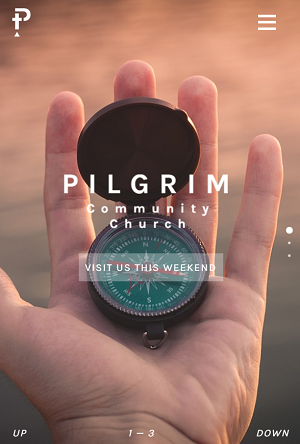 PILGRIM
Community
Church
VISIT US THIS WEEKEND
UP
1 — 3
DOWN